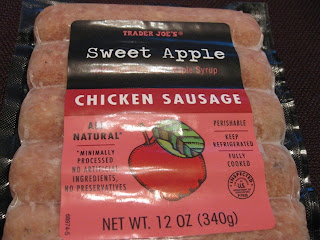 TRADER JOE'S®
Sweet Apple
Syrup
CHICKEN SAUSAGE
ALL
NATURAL*
*MINIMALLY
PROCESSED
NO ARTIFICIAL
INGREDIENTS,
NO PRESERVATIVES
PERISHABLE
KEEP
REFRIGERATED
FULLY
COOKED
INSPECTED
U.S.
NET WT. 12 OZ (340g)